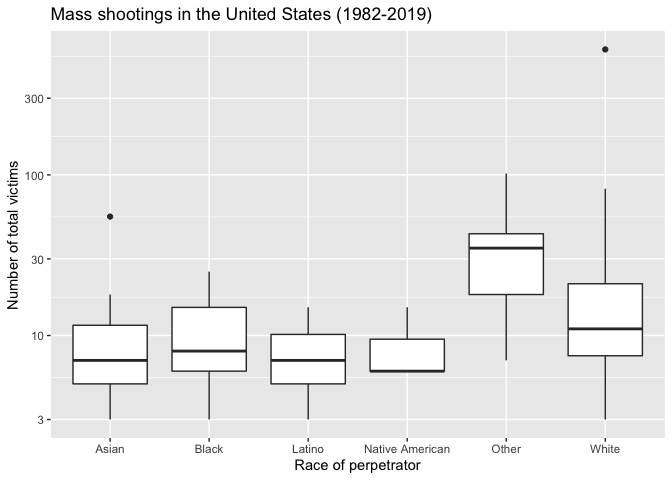 Mass shootings in the United States (1982-2019)
Number of total victims
300
100
30
10
3
Asian Black Latino Native American Other White
Race of perpetrator